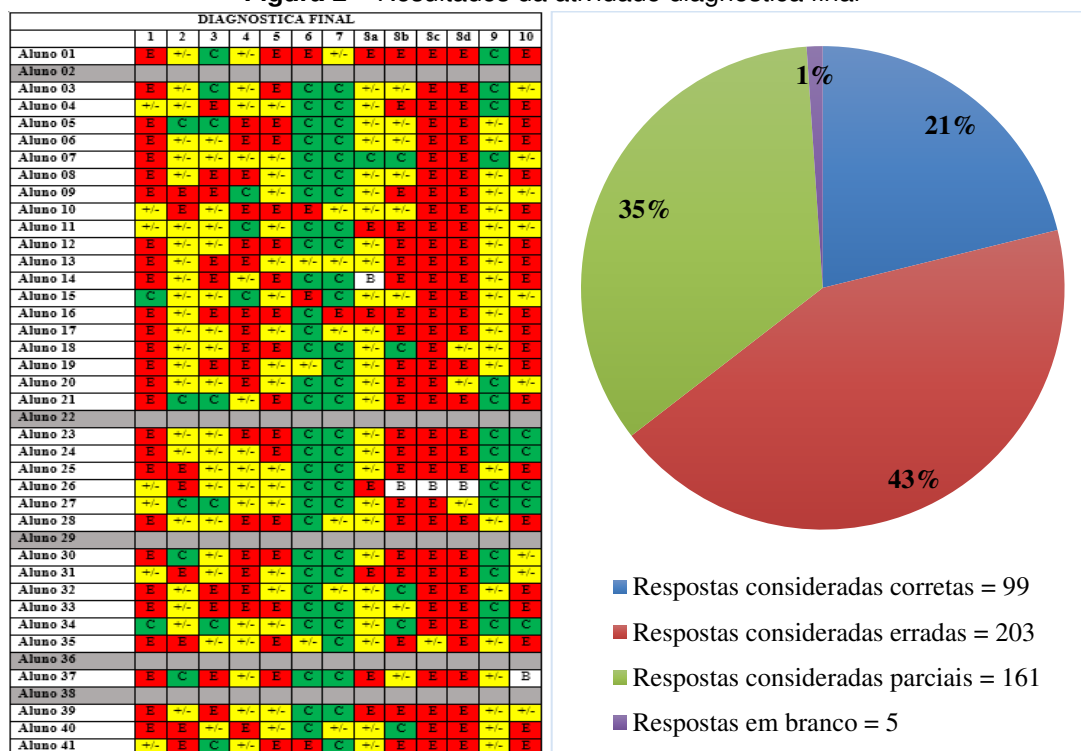 Figura 2 – Resultados da atividade diagnóstica final
DIAGNOSTICA FINAL
1 2 3 4 5 6 7 8a 8b 8c 8d 9 10
Aluno 01 E +/- C +/- E E +/- E E E E C E
Aluno 02
Aluno 03 E +/- C +/- E C C +/- +/- E E C +/-
Aluno 04 +/- +/- E +/- +/- C C +/- E E E C E
Aluno 05 E C C E E C C +/- +/- E E +/- E
Aluno 06 E +/- +/- E E C C +/- +/- E E +/- E
Aluno 07 E +/- +/- +/- +/- C C C C E E C +/-
Aluno 08 E +/- E E +/- C C +/- +/- E E +/- E
Aluno 09 E E E C +/- C C +/- E E E +/- +/-
Aluno 10 +/- E +/- E E E +/- +/- +/- E E +/- E
Aluno 11 +/- +/- +/- C +/- C C E E E E +/- +/-
Aluno 12 E +/- +/- E E C C +/- E E E +/- E
Aluno 13 E +/- E E +/- +/- +/- +/- E E E +/- E
Aluno 14 E +/- E +/- E C C B E E E +/- E
Aluno 15 C +/- +/- C +/- E C +/- +/- E E +/- +/-
Aluno 16 E +/- E E E C E E E E E +/- E
Aluno 17 E +/- +/- E +/- C +/- +/- E E E +/- E
Aluno 18 E +/- +/- E E C C +/- C E +/- +/- E
Aluno 19 E +/- E E +/- +/- C +/- E E E +/- E
Aluno 20 E +/- +/- E +/- C C +/- E E +/- C +/-
Aluno 21 E C C +/- E C C +/- E E E C E
Aluno 22
Aluno 23 E +/- +/- E E C C +/- E E E C C
Aluno 24 E +/- +/- +/- E C C +/- E E E C C
Aluno 25 E E +/- +/- +/- C C +/- E E E +/- E
Aluno 26 +/- E +/- +/- +/- C C E B B B C C
Aluno 27 +/- C C +/- +/- C C +/- E E +/- C C
Aluno 28 E +/- +/- E E C +/- +/- E E E +/- E
Aluno 29
Aluno 30 E C +/- E E C C +/- E E E C +/-
Aluno 31 +/- E +/- E +/- C C E E E E C +/-
Aluno 32 E +/- E E +/- C +/- +/- C E E +/- E
Aluno 33 E +/- E E E C C +/- +/- E E C E
Aluno 34 C +/- C +/- +/- C C +/- C E E C C
Aluno 35 E E +/- +/- E +/- C +/- E +/- E +/- E
Aluno 36
Aluno 37 E C E +/- E C C E +/- E E +/- B
Aluno 38
Aluno 39 E +/- E +/- +/- C C E E E E +/- +/-
Aluno 40 E E +/- E +/- C +/- +/- C E E +/- E
Aluno 41 +/- E C +/- E E C +/- E E E +/- E
1%
21%
35%
43%
Respostas consideradas corretas = 99
Respostas consideradas erradas = 203
Respostas consideradas parciais = 161
Respostas em branco = 5